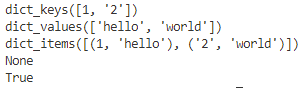 dict_keys([1, '2'])
dict_values(['hello', 'world'])
dict_items([(1, 'hello'), ('2', 'world')])
None
True